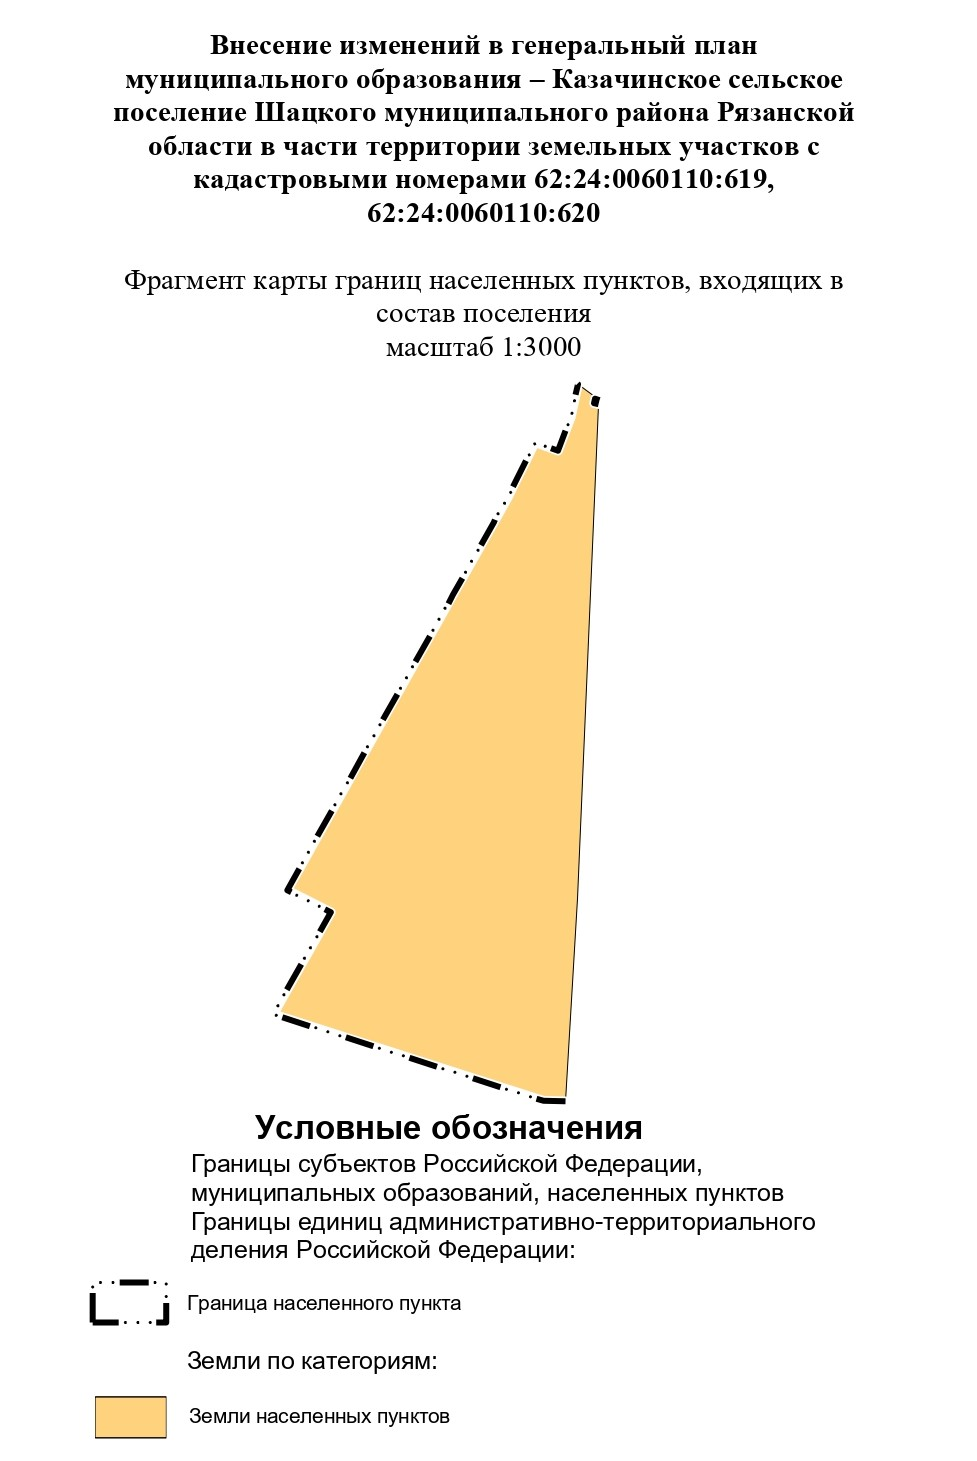 Внесение изменений в генеральный план
муниципального образования – Казачинское сельское
поселение Шацкого муниципального района Рязанской
области в части территории земельных участков с
кадастровыми номерами 62:24:0060110:619,
62:24:0060110:620
Фрагмент карты границ населенных пунктов, входящих в
состав поселения
масштаб 1:3000
Условные обозначения
Границы субъектов Российской Федерации,
муниципальных образований, населенных пунктов
Границы единиц административно-территориального
деления Российской Федерации:
Граница населенного пункта
Земли по категориям:
Земли населенных пунктов